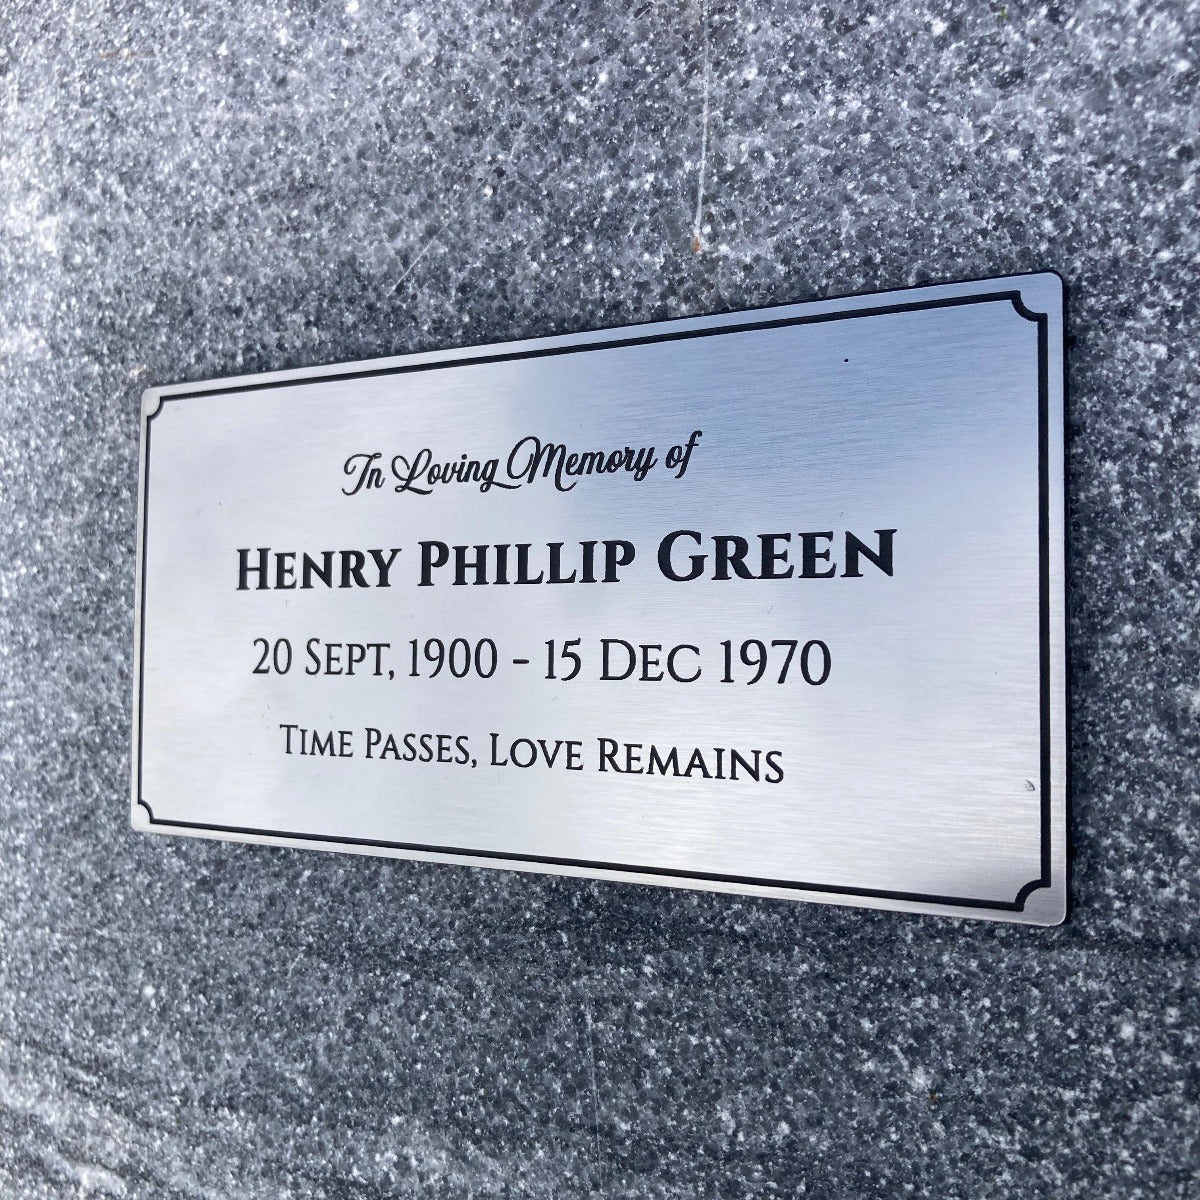 In Loving Memory of
Henry Phillip Green
20 Sept, 1900 - 15 Dec 1970
Time Passes, Love Remains